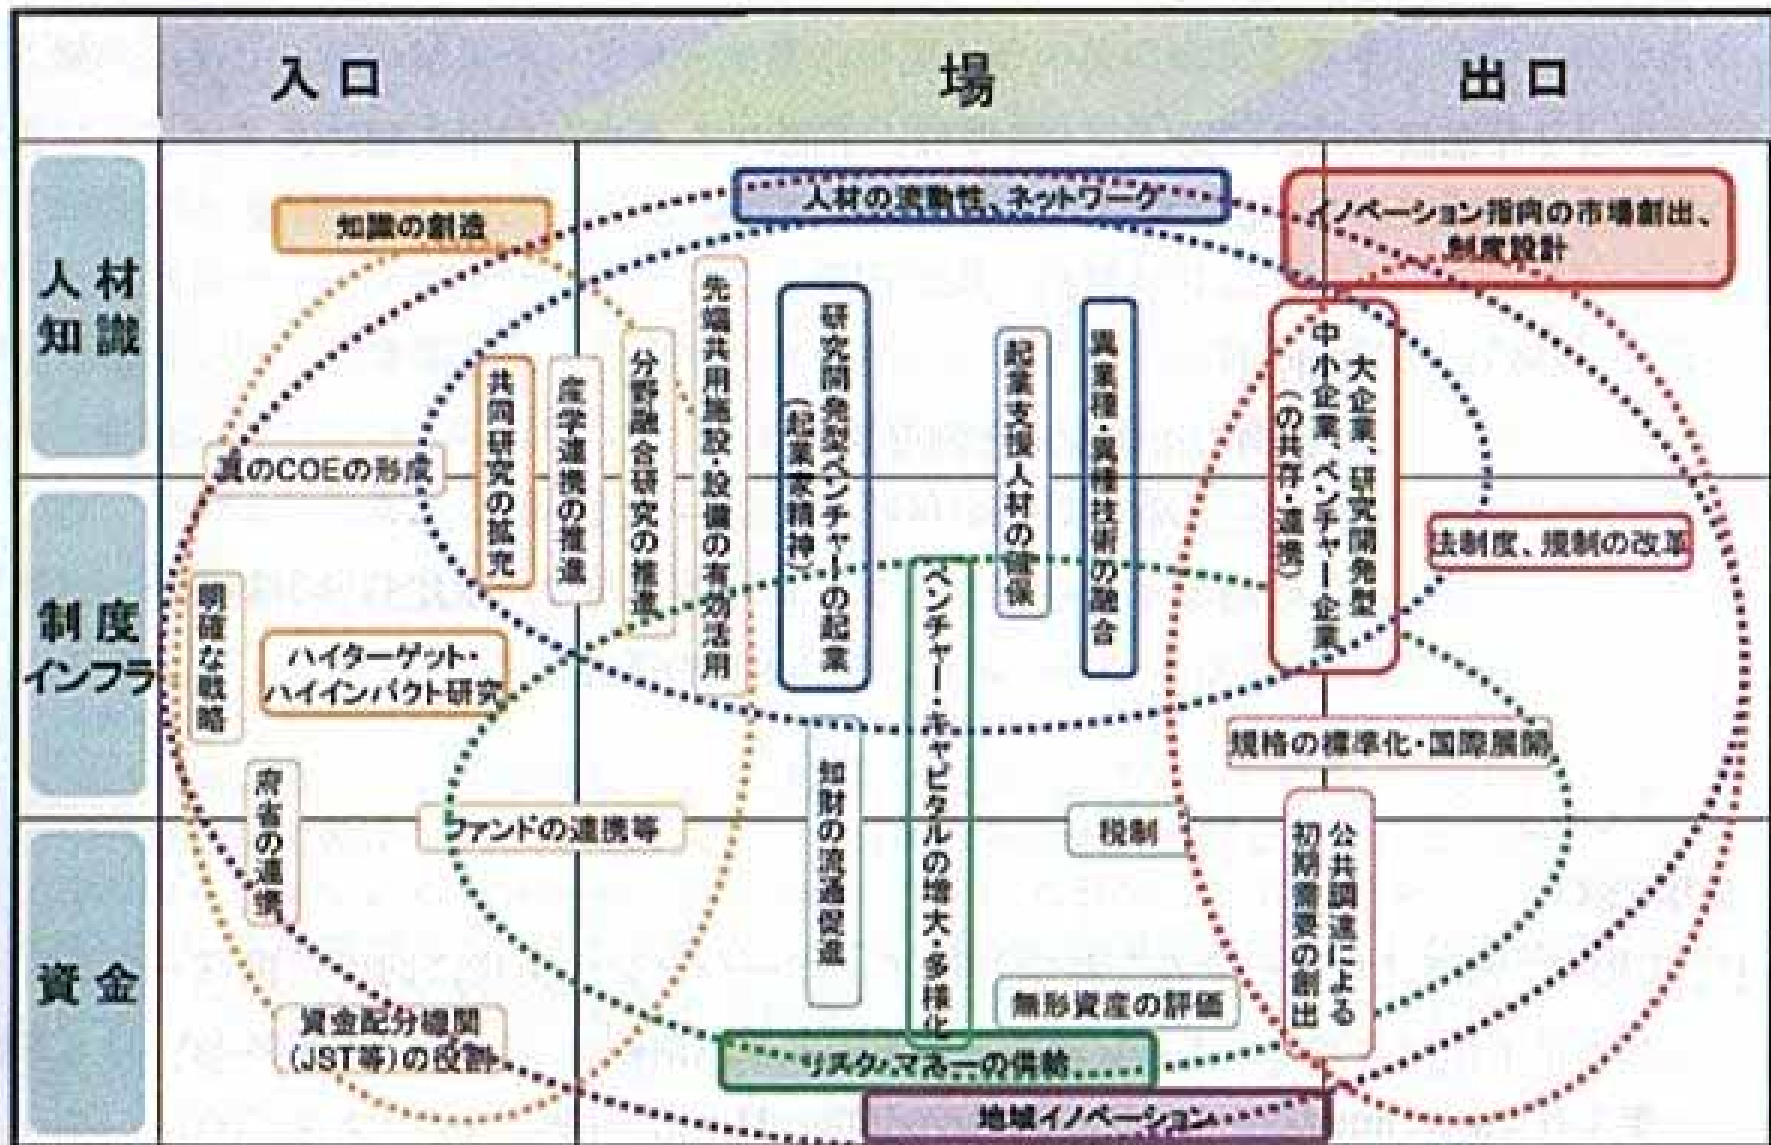 入口
場
出口
人材
知識
制度
インフラ
資金
知識の創造
人材の流動性、ネットワーク
イノベーション指向の市場創出、
制度設計
真のCOEの形成
共同研究の拡充
産学連携の推進
分野融合研究の推進
先端共用施設・設備の有効活用
研究開発型ベンチャーの起業
(起業家精神)
起業支援人材の確保
異業種・異種技術の融合
大企業、研究開発型
中小企業、ベンチャー企業
(の共存・連携)
法制度、規制の改革
明確な戦略
ハイターゲット・
ハイインパクト研究
府省の連携
ファンドの連携等
知財の流通促進
ベンチャー・キャピタルの増大・多様化
税制
規格の標準化・国際展開
公共調達による
初期需要の創出
無形資産の評価
資金配分機関
(JST等)の役割
リスク・マネーの供給
地域イノベーション